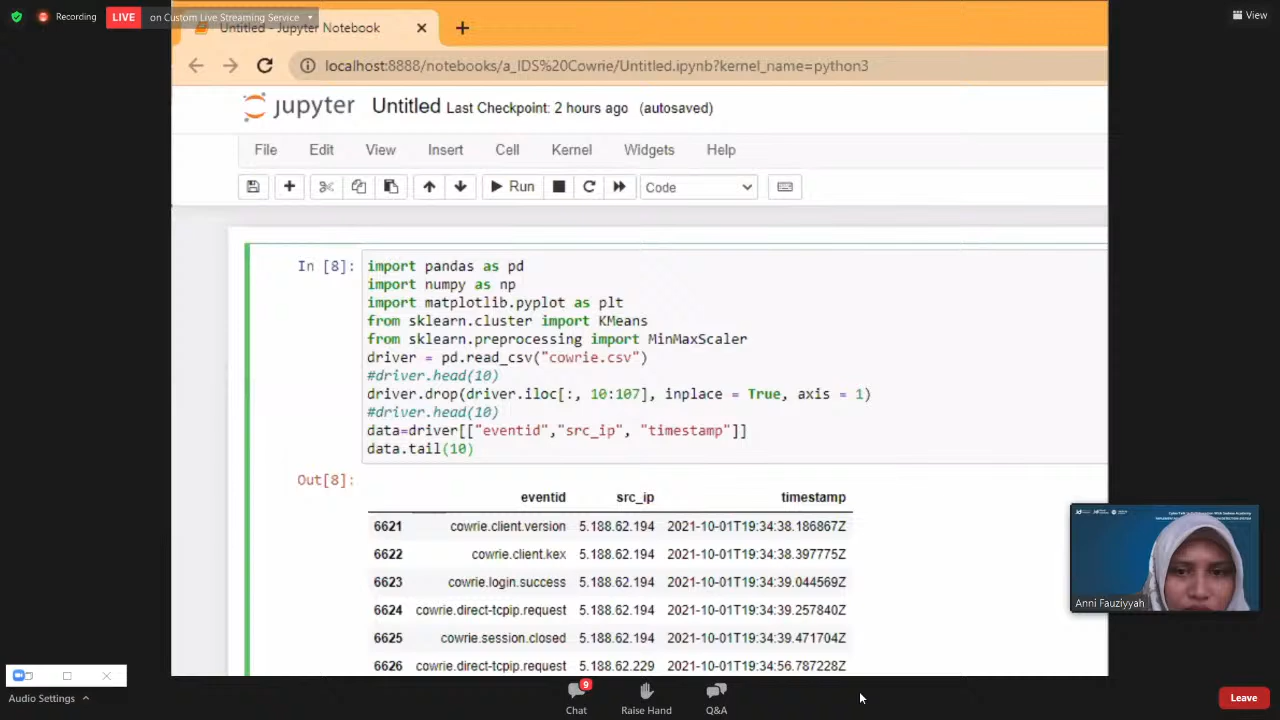 Recording
LIVE on Custom Live Streaming Service
View
Untitled - Jupyter Notebook
localhost:8888/notebooks/a_IDS%20Cowrie/Untitled.ipynb?kernel_name=python3
jupyter Untitled Last Checkpoint: 2 hours ago (autosaved)
File Edit View Insert Cell Kernel Widgets Help
Run Code
In [8]:
import pandas as pd
import numpy as np
import matplotlib.pyplot as plt
from sklearn.cluster import KMeans
from sklearn.preprocessing import MinMaxScaler
driver = pd.read_csv("cowrie.csv")
#driver.head(10)
driver.drop(driver.iloc[:, 10:107], inplace = True, axis = 1)
#driver.head(10)
data=driver[["eventid","src_ip", "timestamp"]]
data.tail(10)
Out[8]:
eventid src_ip timestamp
6621 cowrie.client.version 5.188.62.194 2021-10-01T19:34:38.186867Z
6622 cowrie.client.kex 5.188.62.194 2021-10-01T19:34:38.397775Z
6623 cowrie.login.success 5.188.62.194 2021-10-01T19:34:39.044569Z
6624 cowrie.direct-tcpip.request 5.188.62.194 2021-10-01T19:34:39.257840Z
6625 cowrie.session.closed 5.188.62.194 2021-10-01T19:34:39.471704Z
6626 cowrie.direct-tcpip.request 5.188.62.229 2021-10-01T19:34:56.787228Z
Anni Fauziyyah
Audio Settings
9
Chat
Raise Hand
Q&A
Leave